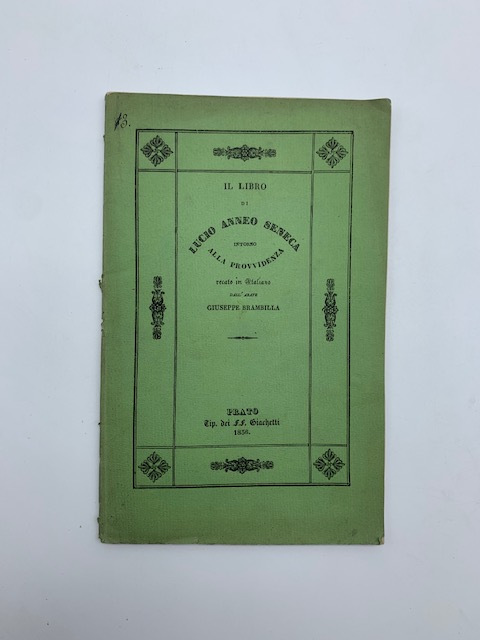 13.
IL LIBRO
DI
LUCIO ANNEO SENECA
INTORNO
ALLA PROVVIDENZA
recato in Italiano
DALL' ABATE
GIUSEPPE BRAMBILLA
PRATO
Tip. dei FF. Giachetti